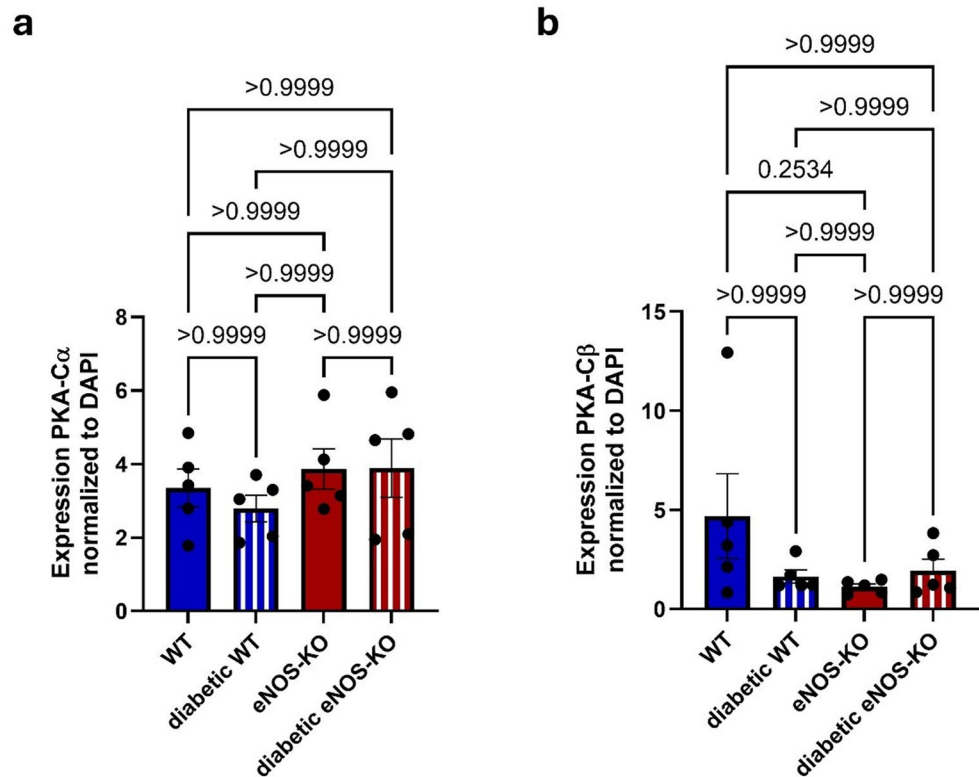 a
>0.9999
>0.9999
>0.9999
>0.9999
>0.9999 >0.9999
Expression PKA-Cα
normalized to DAPI
8
6
4
2
0
WT
diabetic WT
eNOS-KO
diabetic eNOS-KO
b
>0.9999
>0.9999
0.2534
>0.9999
>0.9999 >0.9999
Expression PKA-Cβ
normalized to DAPI
15
10
5
0
WT
diabetic WT
eNOS-KO
diabetic eNOS-KO